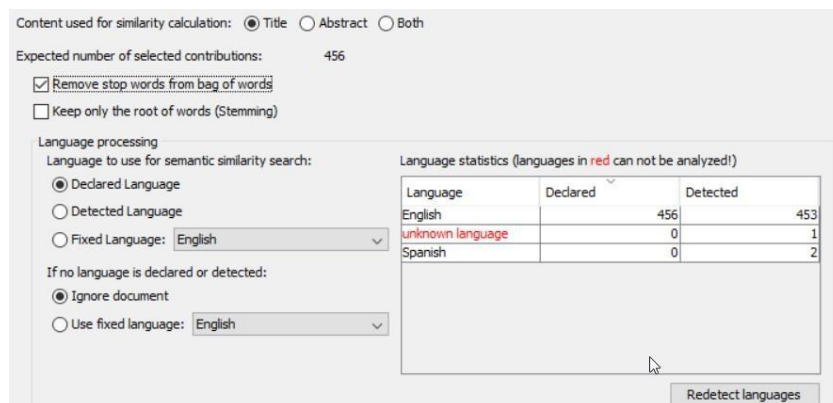 Content used for similarity calculation: Title Abstract Both
Expected number of selected contributions: 456
Remove stop words from bag of words
Keep only the root of words (Stemming)
Language processing
Language to use for semantic similarity search:
Declared Language
Detected Language
Fixed Language: English
If no language is declared or detected:
Ignore document
Use fixed language: English
Language statistics (languages in red can not be analyzed!)
Language Declared Detected
English 456 453
unknown language 0 1
Spanish 0 2
Redetect languages